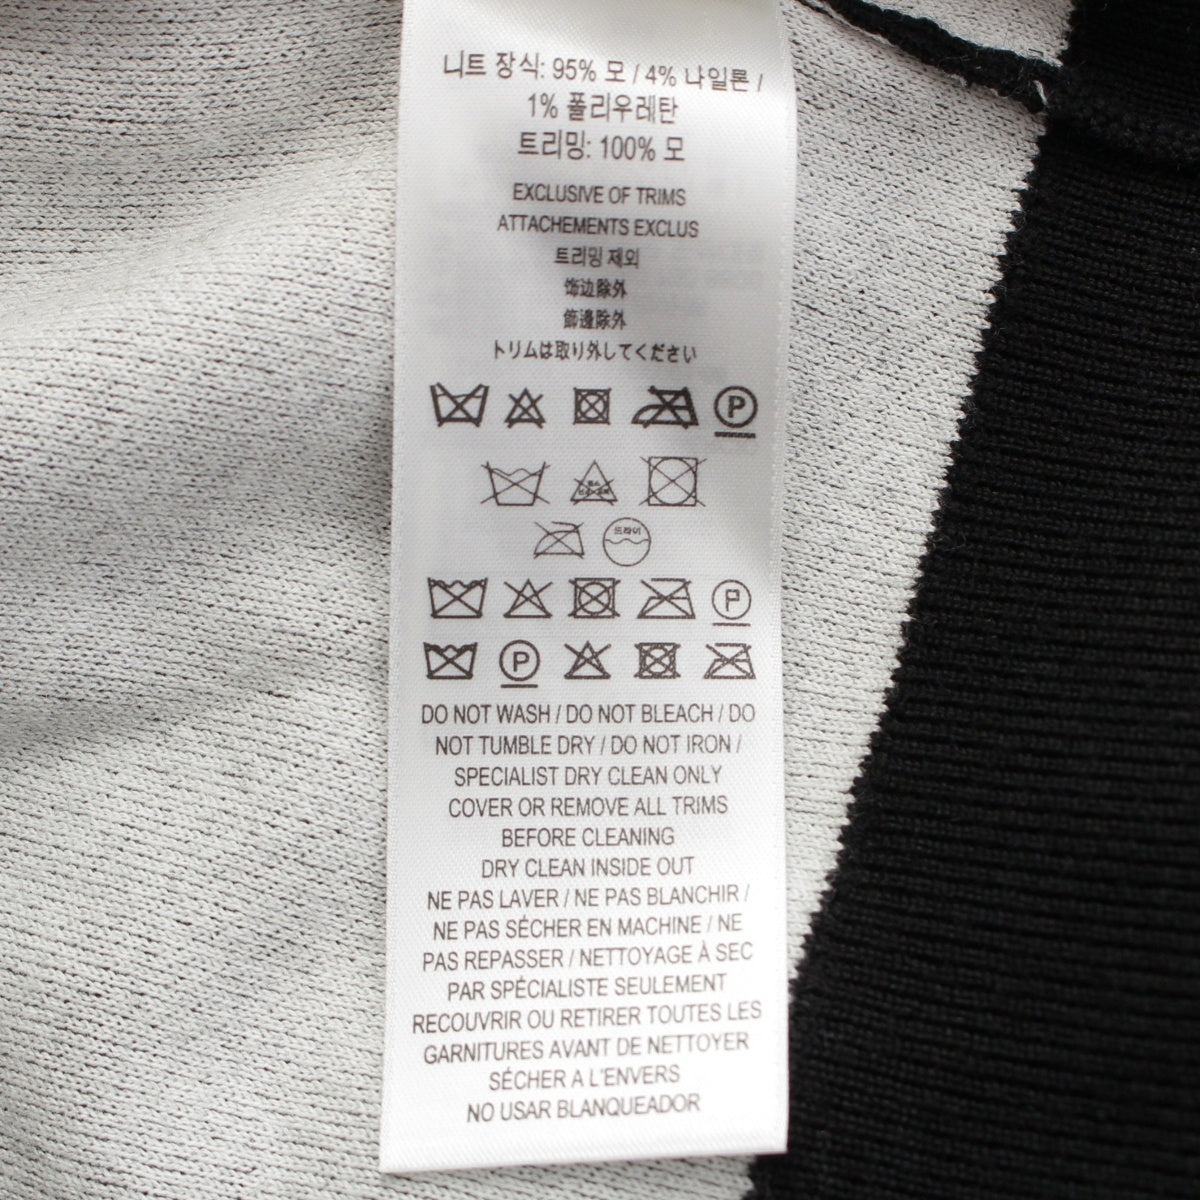 니트 장식: 95% 모 / 4% 나일론 /
1% 폴리우레탄
트리밍: 100% 모
EXCLUSIVE OF TRIMS
ATTACHEMENTS EXCLUS
트리밍 제외
饰边除外
飾邊除外
トリムは取り外してください
P
드라이
P
P
DO NOT WASH / DO NOT BLEACH / DO
NOT TUMBLE DRY / DO NOT IRON /
SPECIALIST DRY CLEAN ONLY
COVER OR REMOVE ALL TRIMS
BEFORE CLEANING
DRY CLEAN INSIDE OUT
NE PAS LAVER / NE PAS BLANCHIR /
NE PAS SÉCHER EN MACHINE / NE
PAS REPASSER / NETTOYAGE À SEC
PAR SPÉCIALISTE SEULEMENT
RECOUVRIR OU RETIRER TOUTES LES
GARNITURES AVANT DE NETTOYER
SÉCHER A L'ENVERS
NO USAR BLANQUEADOR